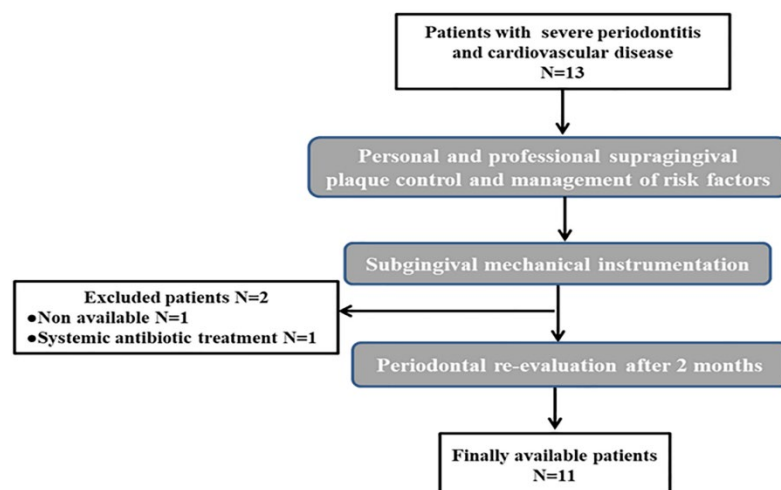 Patients with severe periodontitis
and cardiovascular disease
N=13
Personal and professional supragingival
plaque control and management of risk factors
Subgingival mechanical instrumentation
Excluded patients N=2
●Non available N=1
●Systemic antibiotic treatment N=1
Periodontal re-evaluation after 2 months
Finally available patients
N=11